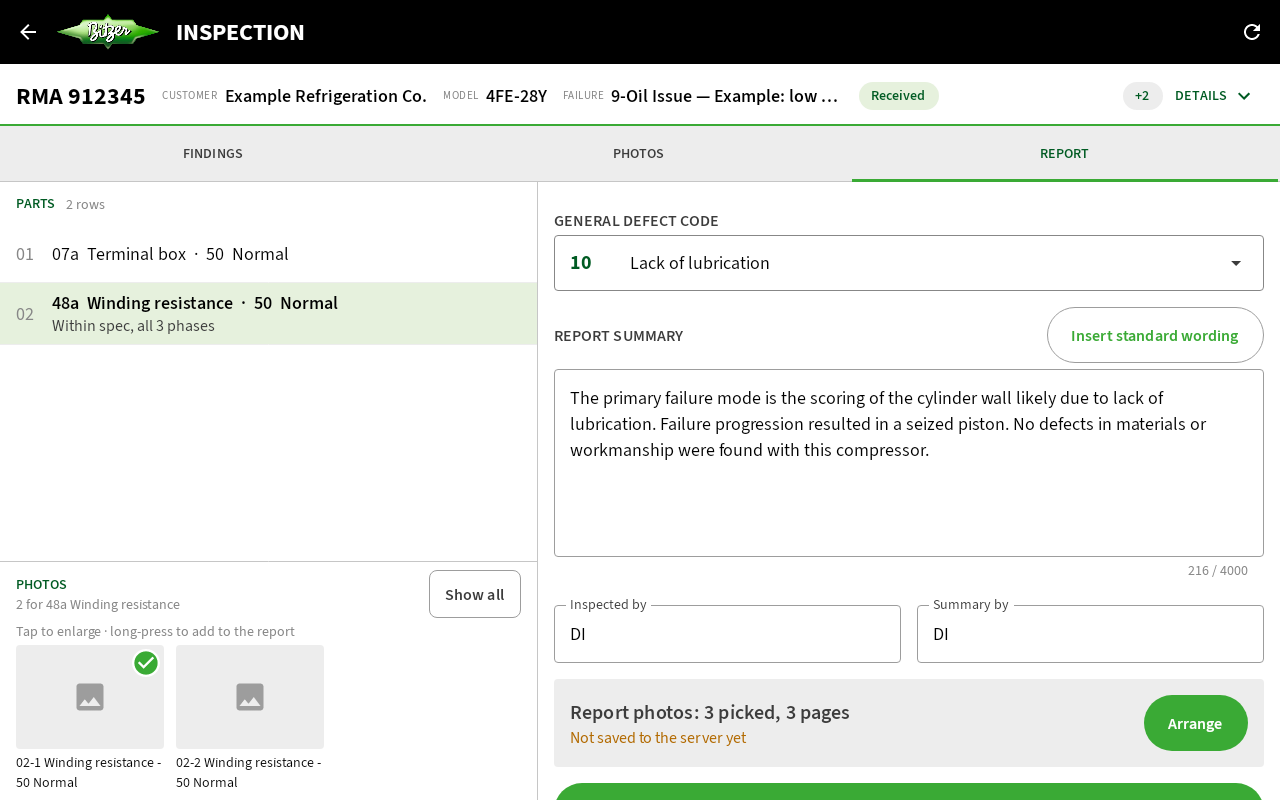 Bitzer
INSPECTION
RMA 912345 CUSTOMER Example Refrigeration Co. MODEL 4FE-28Y FAILURE 9-Oil Issue — Example: low … Received +2 DETAILS
FINDINGS PHOTOS REPORT
PARTS 2 rows
01 07a Terminal box · 50 Normal
02 48a Winding resistance · 50 Normal
Within spec, all 3 phases
PHOTOS
2 for 48a Winding resistance
Show all
Tap to enlarge · long-press to add to the report
02-1 Winding resistance -
50 Normal
02-2 Winding resistance -
50 Normal
GENERAL DEFECT CODE
10 Lack of lubrication
REPORT SUMMARY
Insert standard wording
The primary failure mode is the scoring of the cylinder wall likely due to lack of
lubrication. Failure progression resulted in a seized piston. No defects in materials or
workmanship were found with this compressor.
216 / 4000
Inspected by
DI
Summary by
DI
Report photos: 3 picked, 3 pages
Not saved to the server yet
Arrange